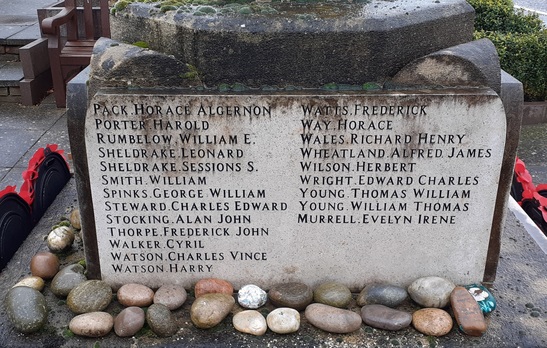 PACK. HORACE ALGERNON
PORTER. HAROLD
RUMBELOW. WILLIAM E.
SHELDRAKE. LEONARD
SHELDRAKE. SESSIONS S.
SMITH. WILLIAM
SPINKS. GEORGE. WILLIAM
STEWARD. CHARLES EDWARD
STOCKING. ALAN JOHN
THORPE. FREDERICK JOHN
WALKER. CYRIL
WATSON. CHARLES VINCE
WATSON. HARRY
WATTS. FREDERICK
WAY. HORACE
WALES. RICHARD HENRY
WHEATLAND. ALFRED. JAMES
WILSON. HERBERT
WRIGHT. EDWARD CHARLES
YOUNG. THOMAS WILLIAM
YOUNG. WILLIAM THOMAS
MURRELL. EVELYN IRENE